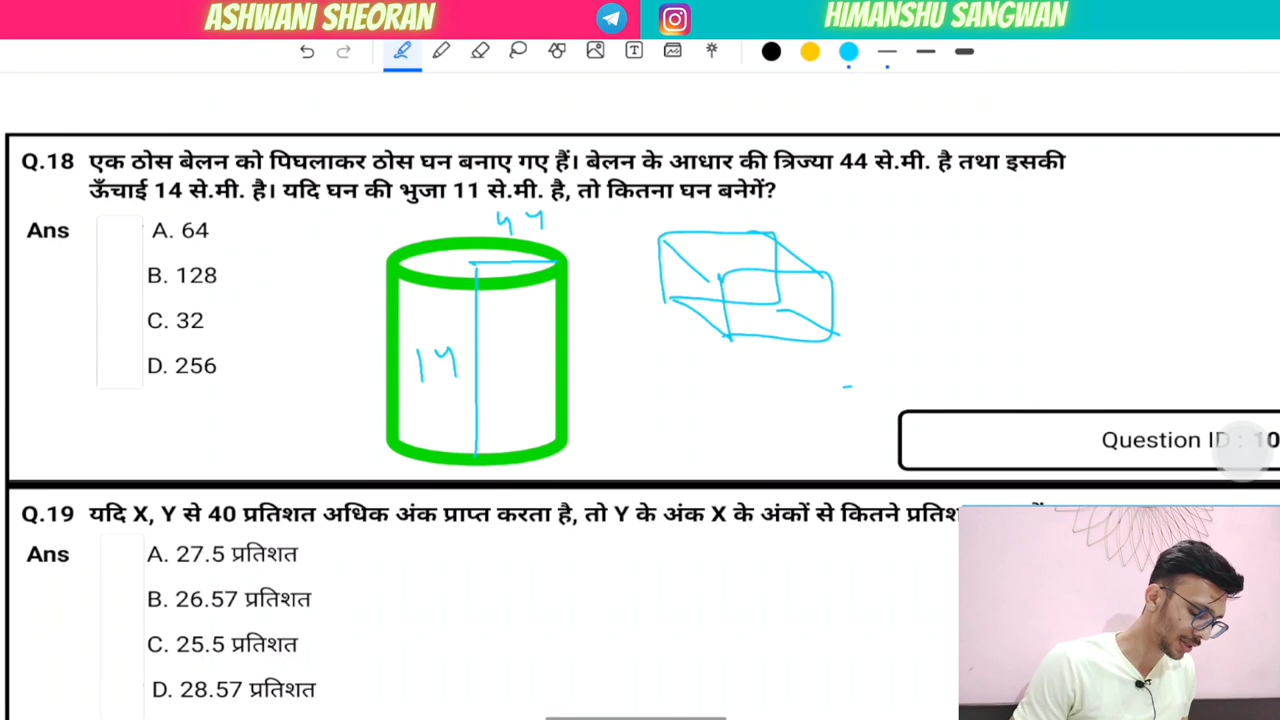 ASHWANI SHEORAN
HIMANSHU SANGWAN
Q.18 एक ठोस बेलन को पिघलाकर ठोस घन बनाए गए हैं। बेलन के आधार की त्रिज्या 44 से.मी. है तथा इसकी
ऊँचाई 14 से.मी. है। यदि घन की भुजा 11 से.मी. है, तो कितना घन बनेगें?
Ans A. 64
B. 128
C. 32
D. 256
44
14
Question ID : 10
Q.19 यदि X, Y से 40 प्रतिशत अधिक अंक प्राप्त करता है, तो Y के अंक X के अंकों से कितने
Ans A. 27.5 प्रतिशत
B. 26.57 प्रतिशत
C. 25.5 प्रतिशत
D. 28.57 प्रतिशत